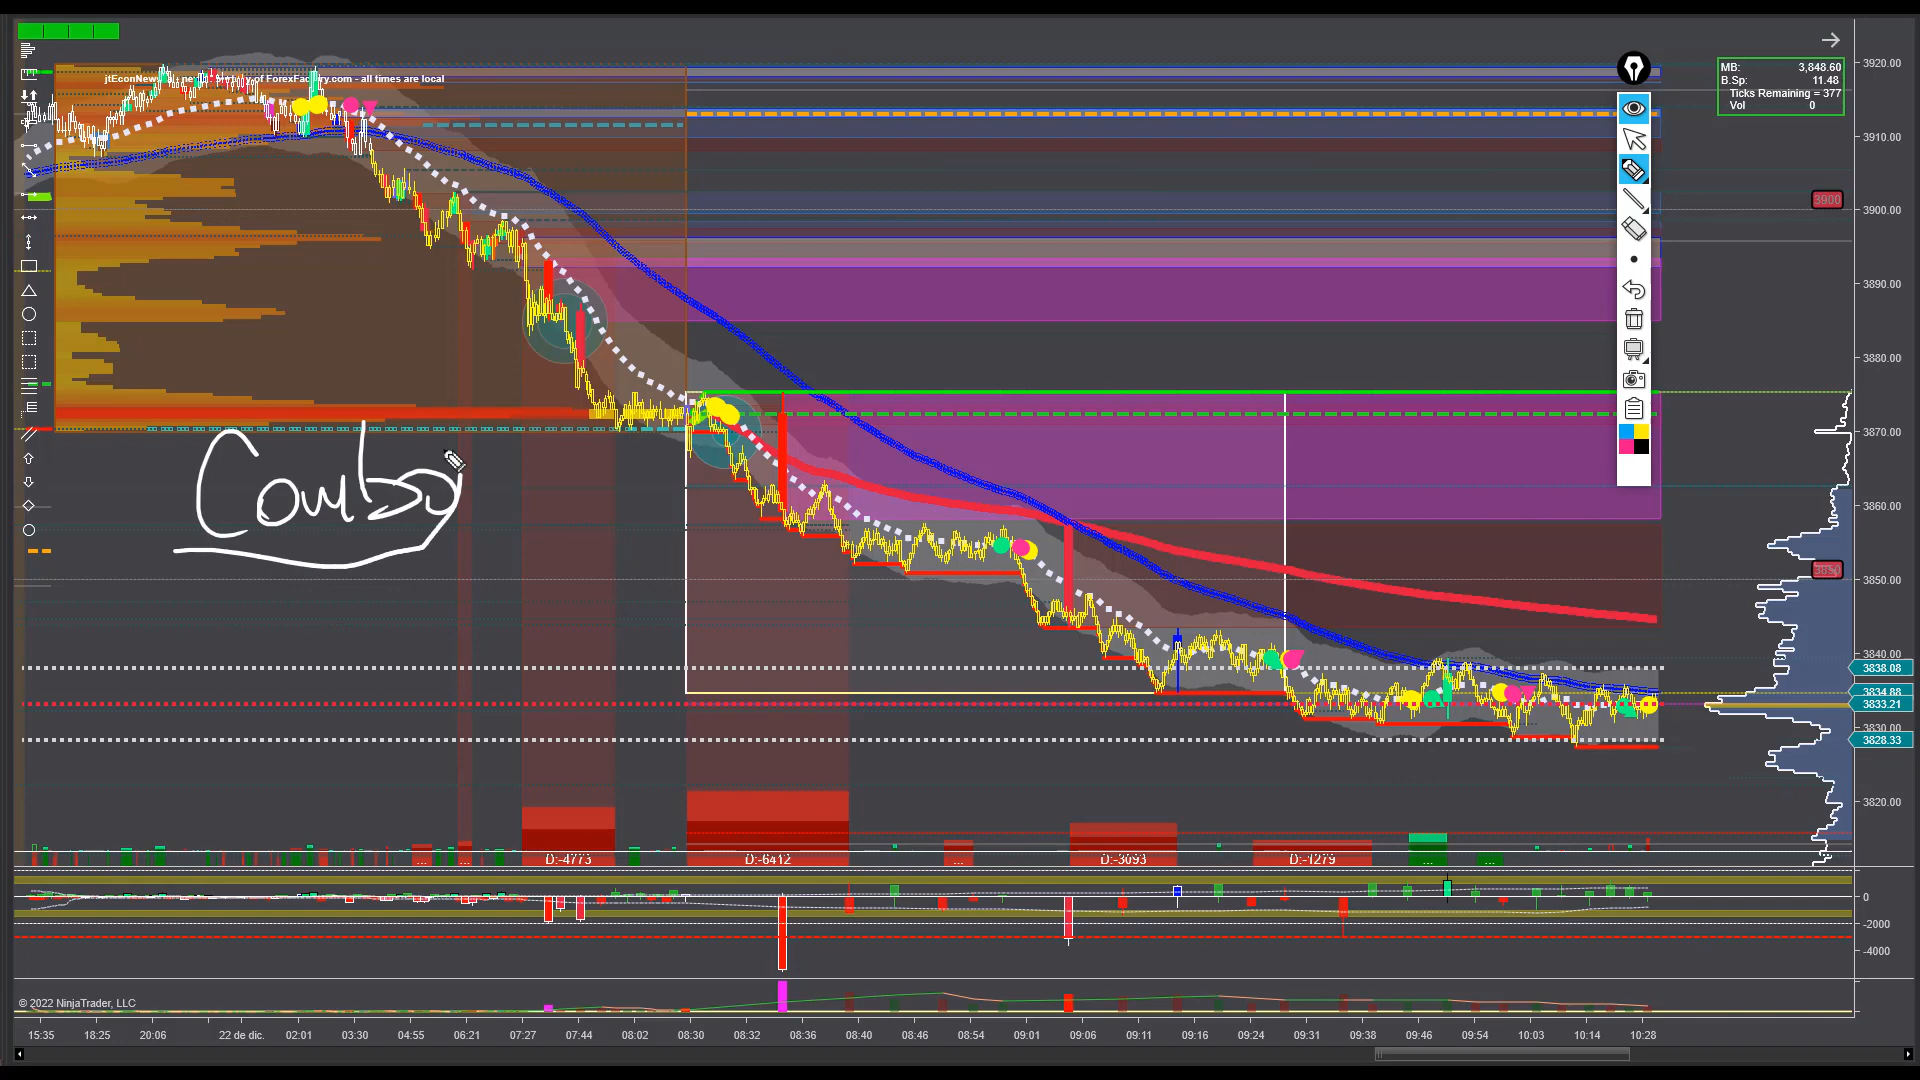 jtEconNew
of ForexFactory.com - all times are local
MB: 3,848.60
B.Sp: 11.48
Ticks Remaining = 377
Vol 0
3920.00
3910.00
3900
3900.00
3890.00
3880.00
3870.00
Combo
3860.00
3850
3850.00
3840.00
3838.08
3834.88
3833.21
3830.00
3828.33
3820.00
... ... D:-4773 D:-6412 ... D:-3093 D:-1279 ... ...
0
-2000
-4000
© 2022 NinjaTrader, LLC
15:35 18:25 20:06 22 de dic. 02:01 03:30 04:55 06:21 07:27 07:44 08:02 08:30 08:32 08:36 08:40 08:46 08:54 09:01 09:06 09:11 09:16 09:24 09:31 09:38 09:46 09:54 10:03 10:14 10:28